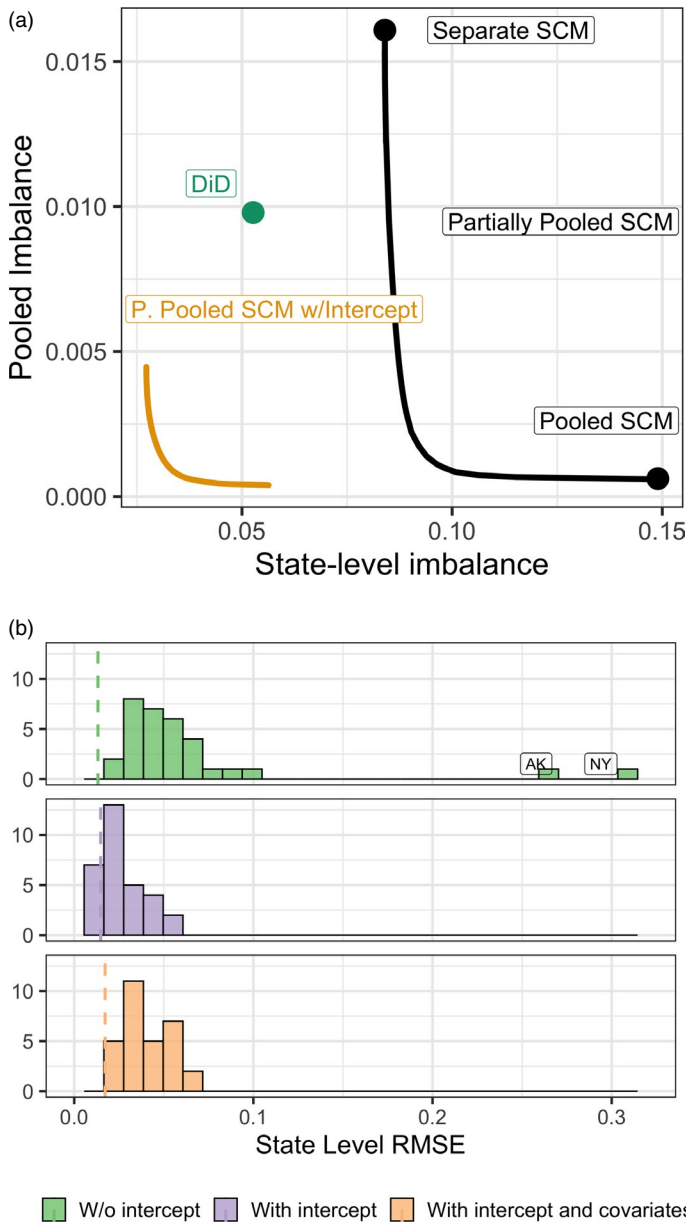 (a)
Separate SCM
0.015
DiD
0.010
Partially Pooled SCM
P. Pooled SCM w/Intercept
0.005
Pooled SCM
0.000
Pooled Imbalance
0.05 0.10 0.15
State-level imbalance
(b)
10
5
AK NY
0
10
5
0
10
5
0
0.0 0.1 0.2 0.3
State Level RMSE
W/o intercept With intercept With intercept and covariates